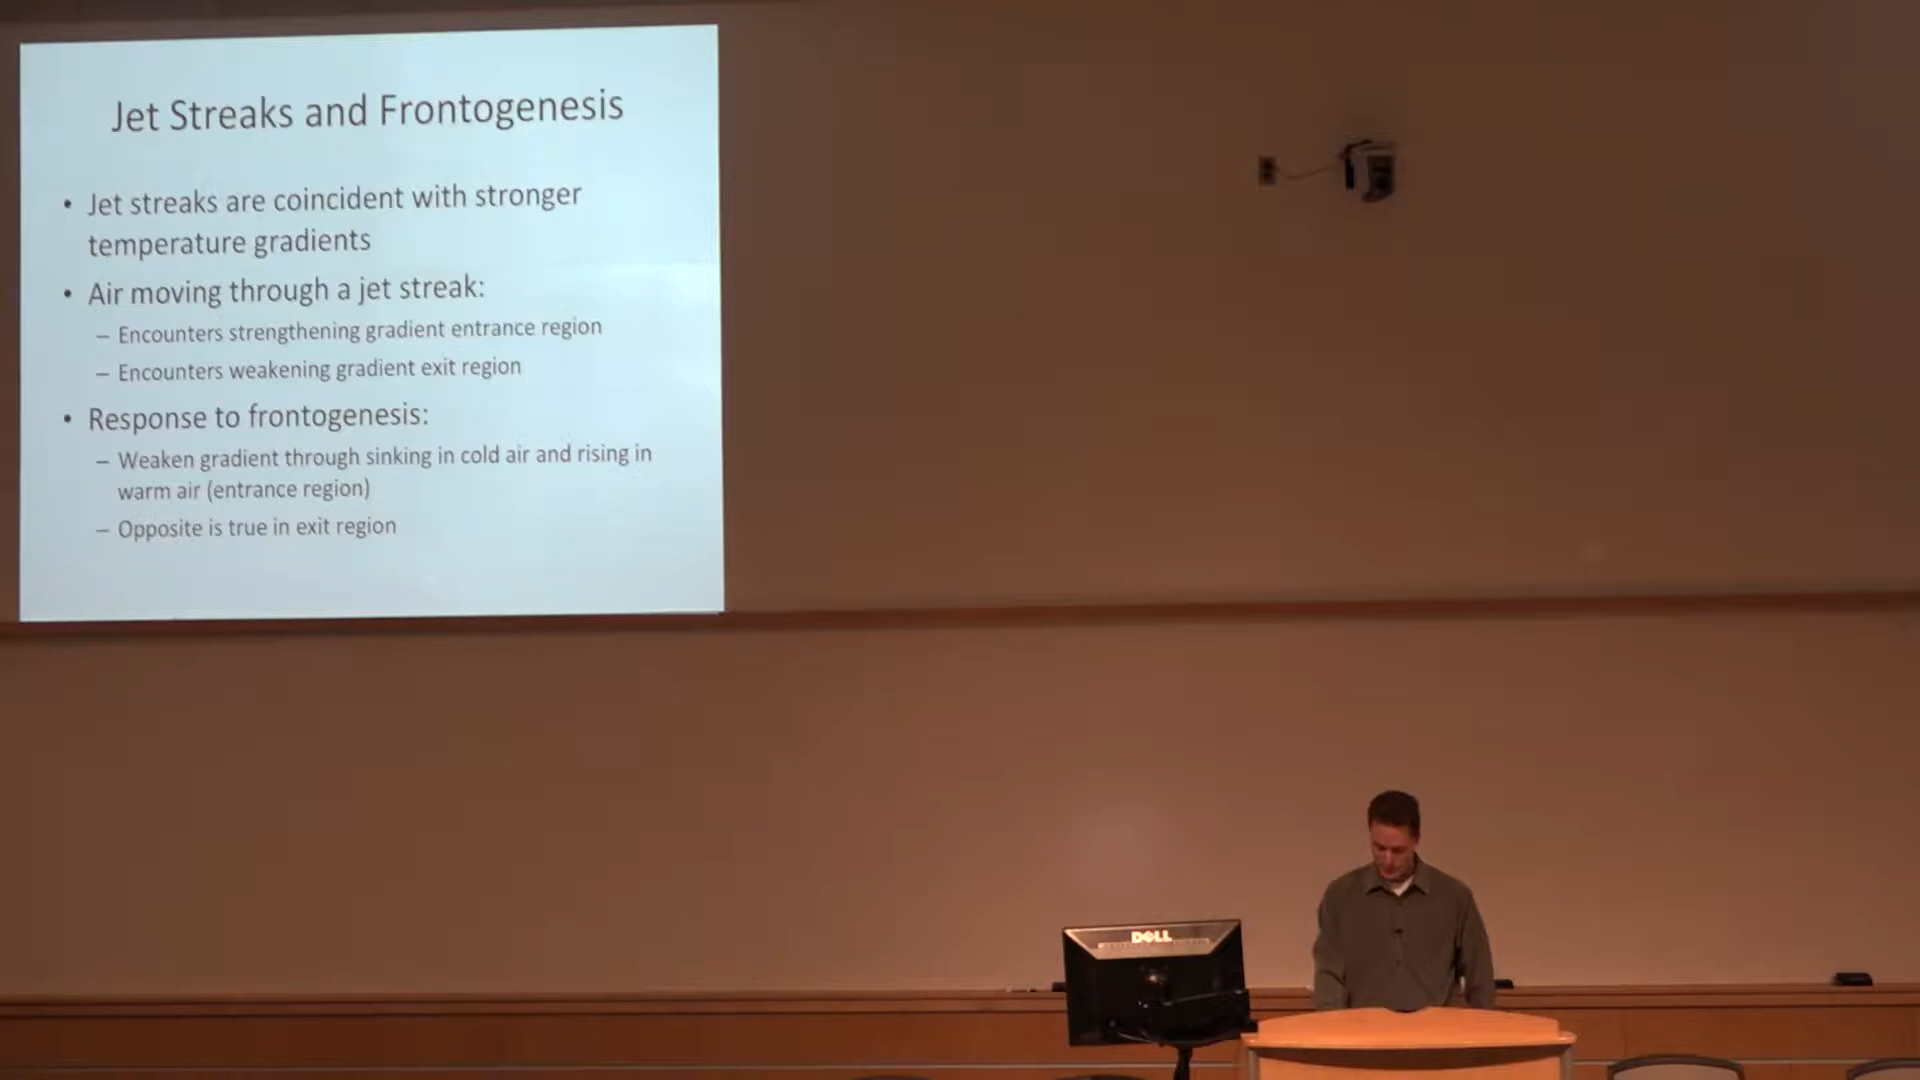 Jet Streaks and Frontogenesis
• Jet streaks are coincident with stronger
temperature gradients
• Air moving through a jet streak:
– Encounters strengthening gradient entrance region
– Encounters weakening gradient exit region
• Response to frontogenesis:
– Weaken gradient through sinking in cold air and rising in
warm air (entrance region)
– Opposite is true in exit region
DELL